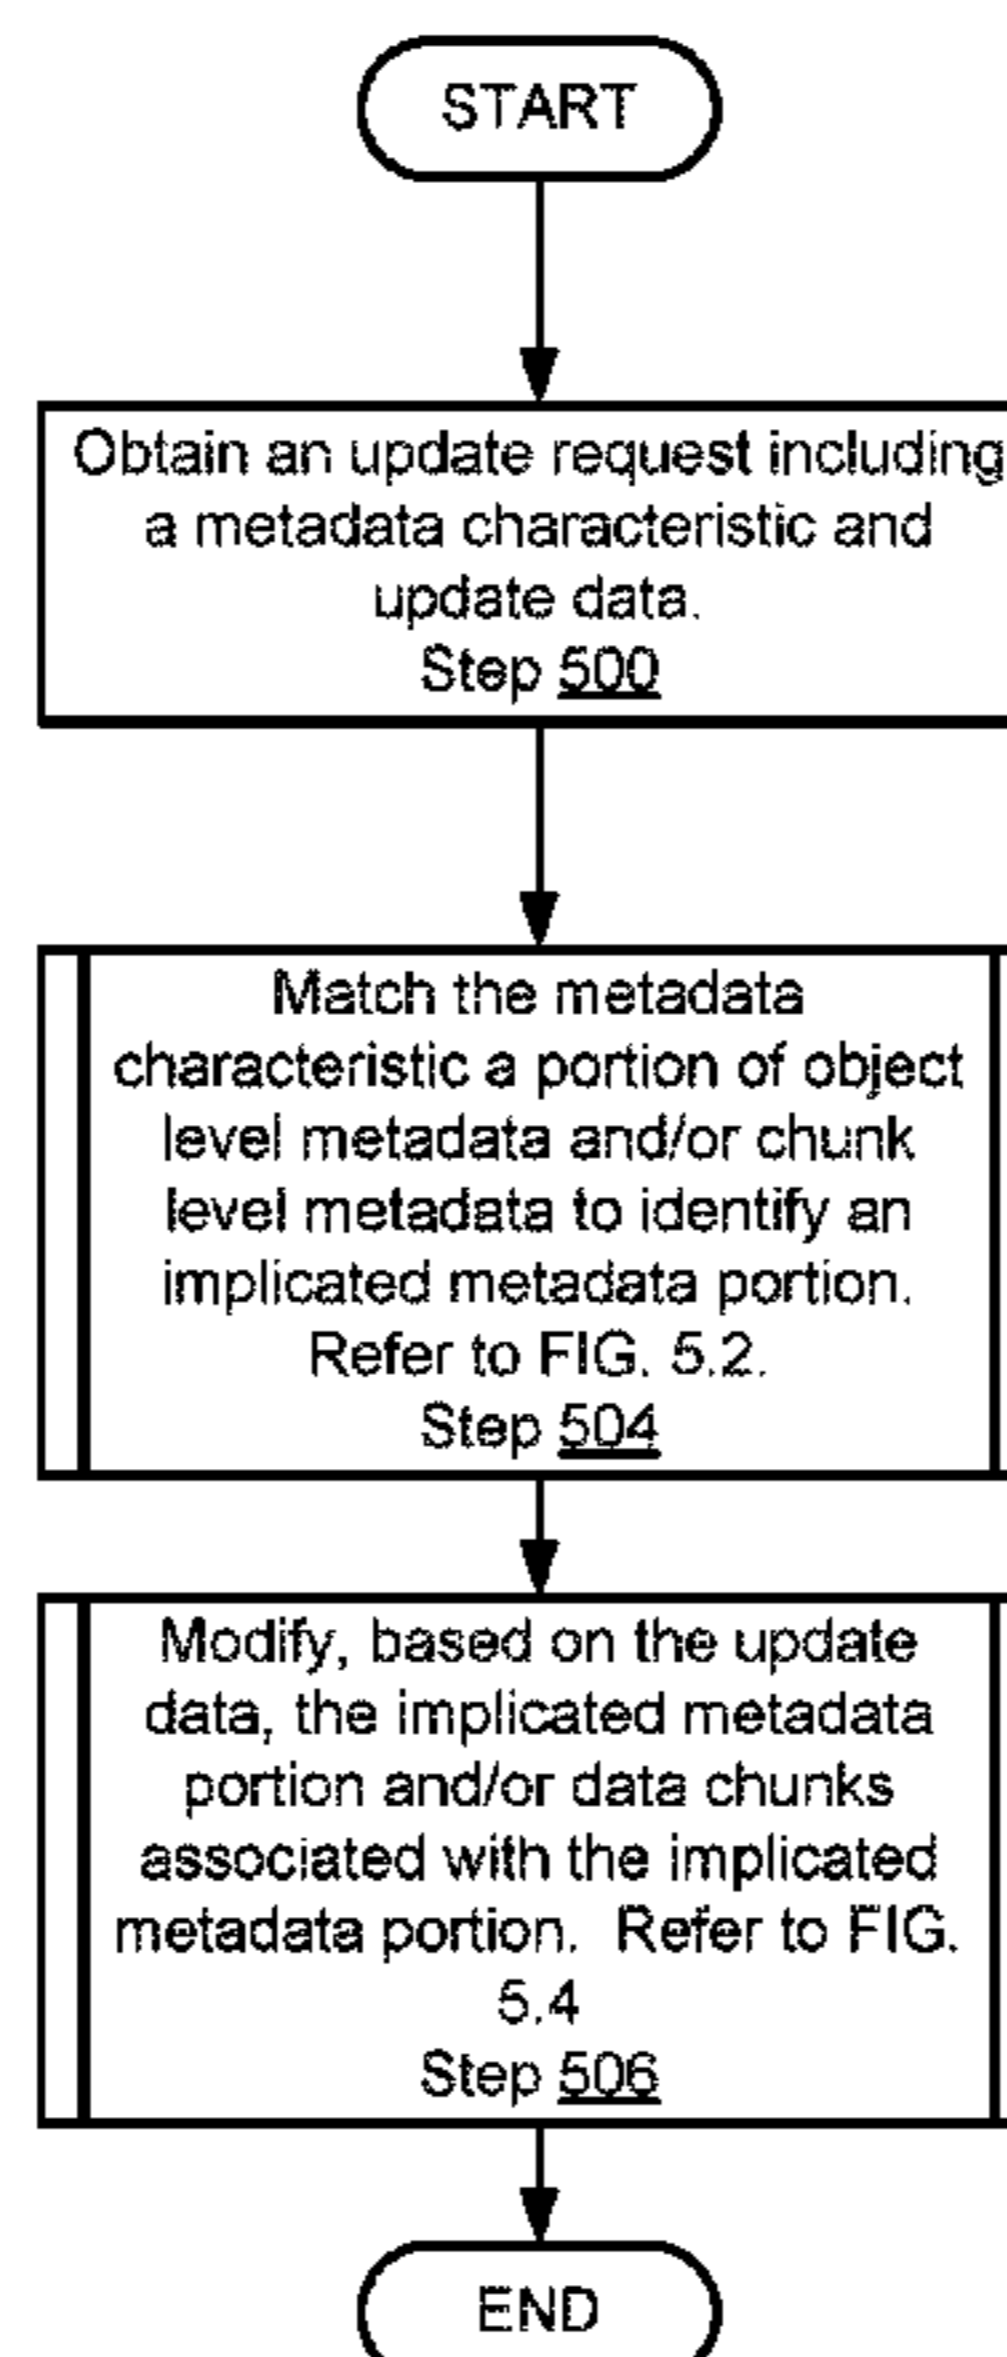 START
Obtain an update request including
a metadata characteristic and
update data.
Step 500
Match the metadata
characteristic a portion of object
level metadata and/or chunk
level metadata to identify an
implicated metadata portion.
Refer to FIG. 5.2.
Step 504
Modify, based on the update
data, the implicated metadata
portion and/or data chunks
associated with the implicated
metadata portion.  Refer to FIG.
5.4
Step 506
END